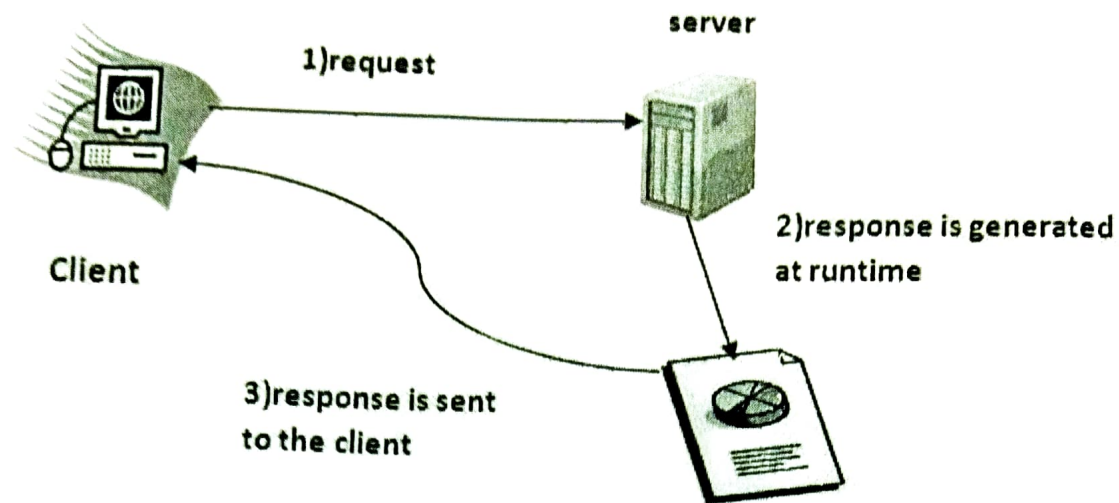 server
1)request
Client
2)response is generated
at runtime
3)response is sent
to the client